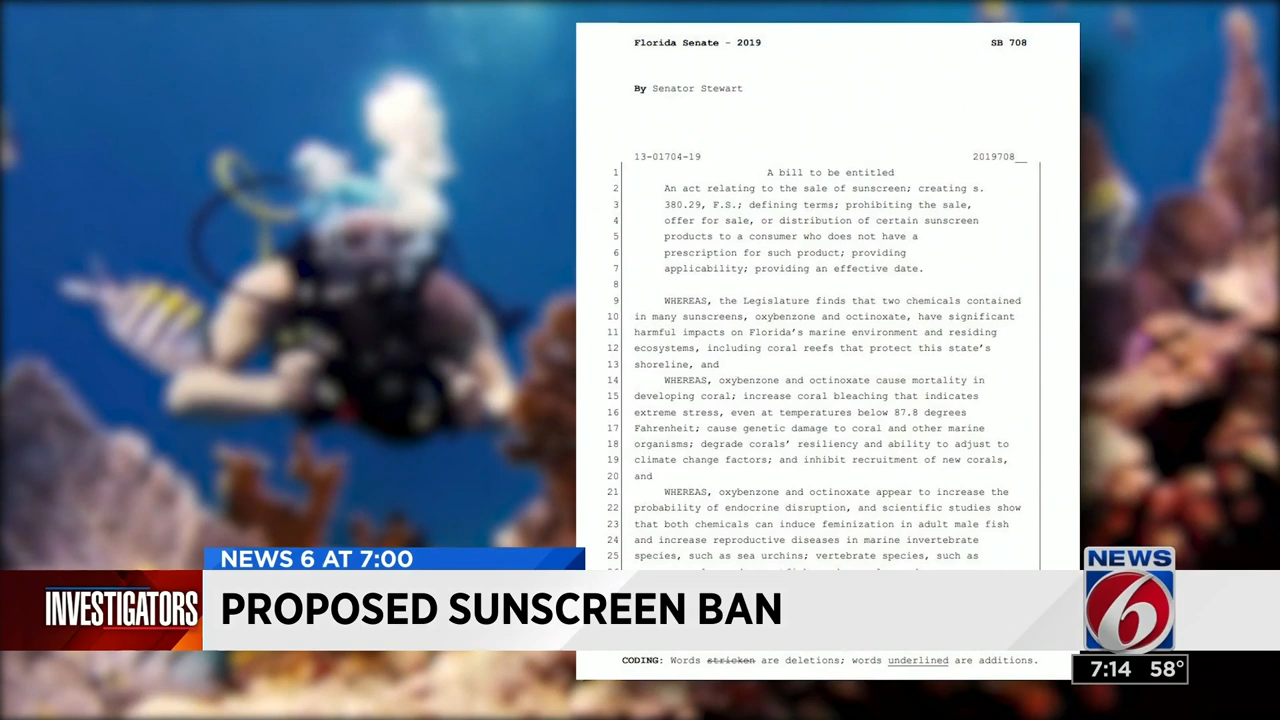 Florida Senate - 2019 SB 708
By Senator Stewart
13-01704-19 2019708__
1 A bill to be entitled
2 An act relating to the sale of sunscreen; creating s.
3 380.29, F.S.; defining terms; prohibiting the sale,
4 offer for sale, or distribution of certain sunscreen
5 products to a consumer who does not have a
6 prescription for such product; providing
7 applicability; providing an effective date.
8
9 WHEREAS, the Legislature finds that two chemicals contained
10 in many sunscreens, oxybenzone and octinoxate, have significant
11 harmful impacts on Florida's marine environment and residing
12 ecosystems, including coral reefs that protect this state's
13 shoreline, and
14 WHEREAS, oxybenzone and octinoxate cause mortality in
15 developing coral; increase coral bleaching that indicates
16 extreme stress, even at temperatures below 87.8 degrees
17 Fahrenheit; cause genetic damage to coral and other marine
18 organisms; degrade corals' resiliency and ability to adjust to
19 climate change factors; and inhibit recruitment of new corals,
20 and
21 WHEREAS, oxybenzone and octinoxate appear to increase the
22 probability of endocrine disruption, and scientific studies show
23 that both chemicals can induce feminization in adult male fish
24 and increase reproductive diseases in marine invertebrate
25 species, such as sea urchins; vertebrate species, such as
NEWS 6 AT 7:00
INVESTIGATORS
PROPOSED SUNSCREEN BAN
NEWS
6
CODING: Words stricken are deletions; words underlined are additions.
7:14 58°